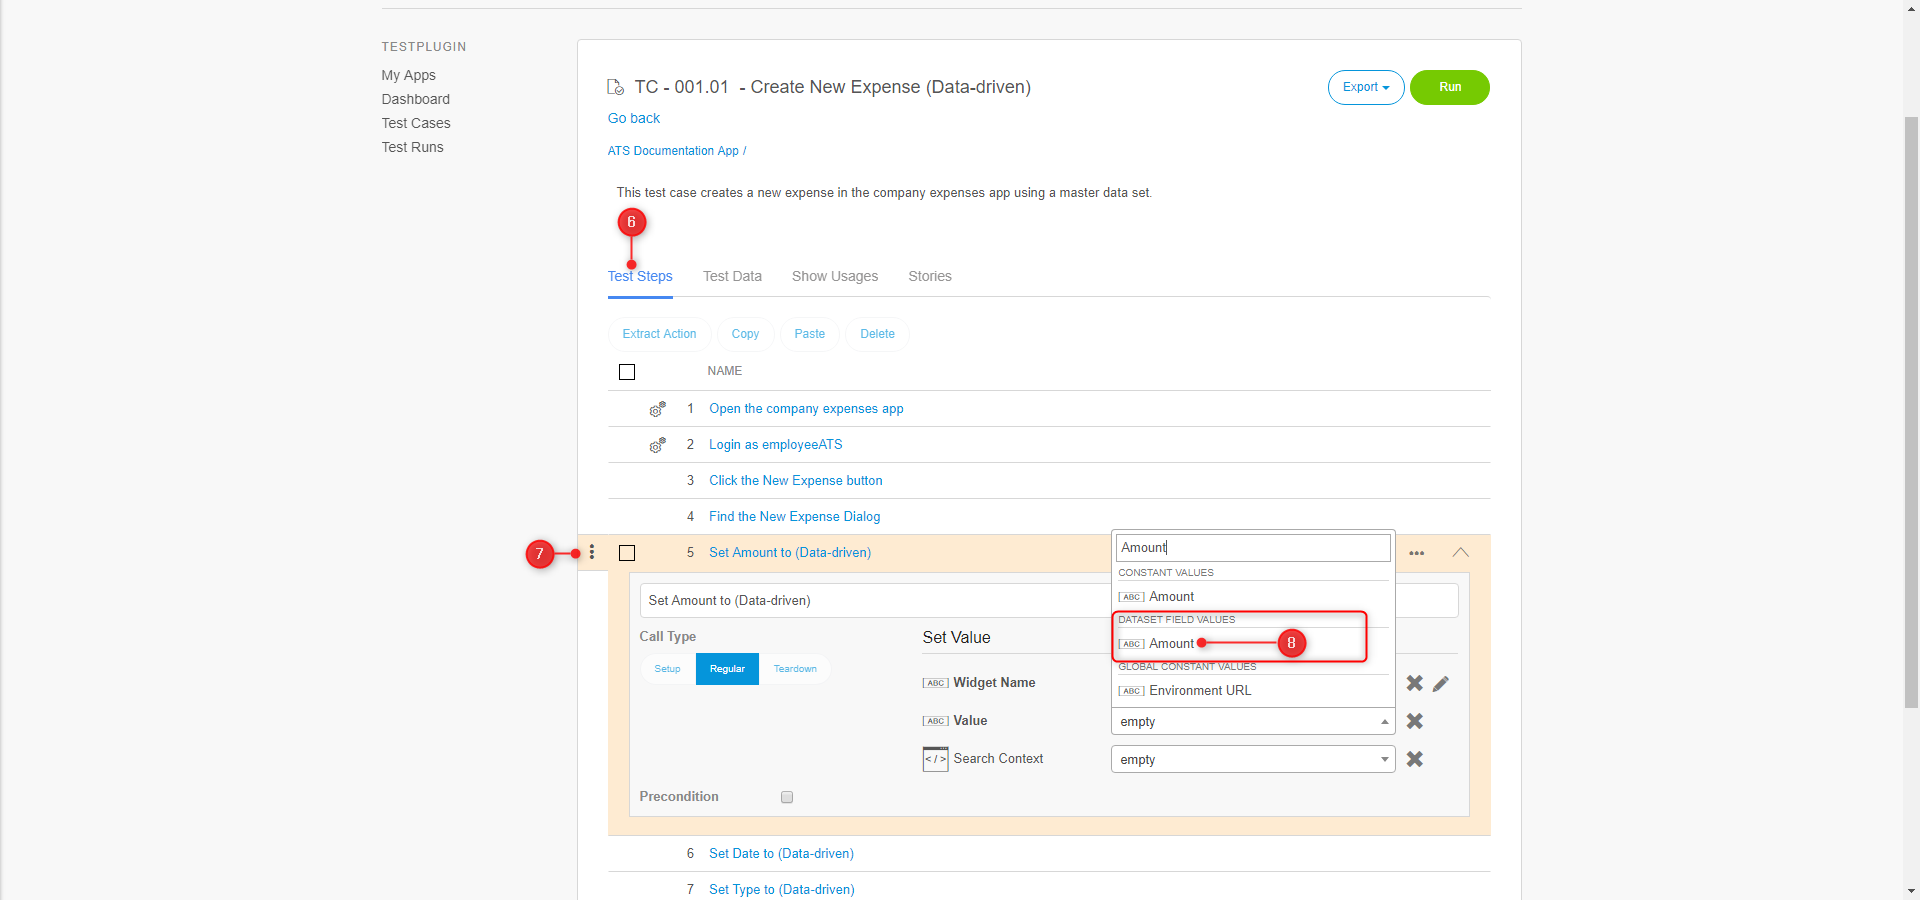 TESTPLUGIN
My Apps
Dashboard
Test Cases
Test Runs
TC - 001.01 - Create New Expense (Data-driven)
Export
Run
Go back
ATS Documentation App /
This test case creates a new expense in the company expenses app using a master data set.
6
Test Steps Test Data Show Usages Stories
Extract Action Copy Paste Delete
NAME
1 Open the company expenses app
2 Login as employeeATS
3 Click the New Expense button
4 Find the New Expense Dialog
7
5 Set Amount to (Data-driven)
Amount
CONSTANT VALUES
ABC Amount
DATASET FIELD VALUES
ABC Amount
8
GLOBAL CONSTANT VALUES
ABC Environment URL
Set Amount to (Data-driven)
Call Type
Setup Regular Teardown
Set Value
ABC Widget Name
ABC Value
empty
</> Search Context
empty
Precondition
6 Set Date to (Data-driven)
7 Set Type to (Data-driven)